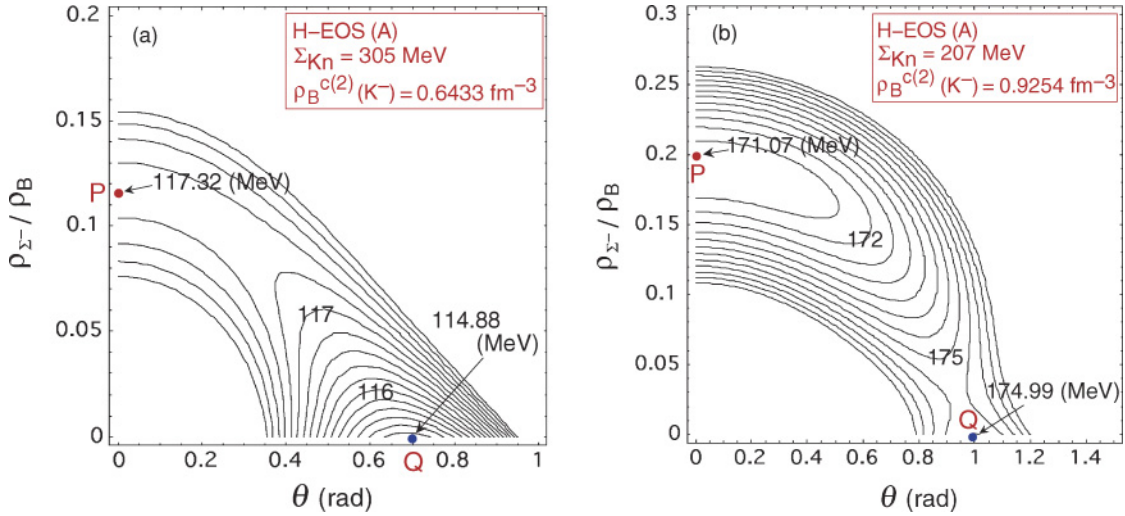 (a)
H−EOS (A)
ΣKn = 305 MeV
ρB^c(2) (K−) = 0.6433 fm−3
0.2
0.15
0.1
0.05
0
ρΣ− / ρB
P
117.32 (MeV)
117
116
114.88
(MeV)
Q
0 0.2 0.4 0.6 0.8 1
θ (rad)
(b)
H−EOS (A)
ΣKn = 207 MeV
ρB^c(2) (K−) = 0.9254 fm−3
0.3
0.25
0.2
0.15
0.1
0.05
0
ρΣ− / ρB
P
171.07 (MeV)
172
175
174.99 (MeV)
Q
0 0.2 0.4 0.6 0.8 1 1.2 1.4
θ (rad)